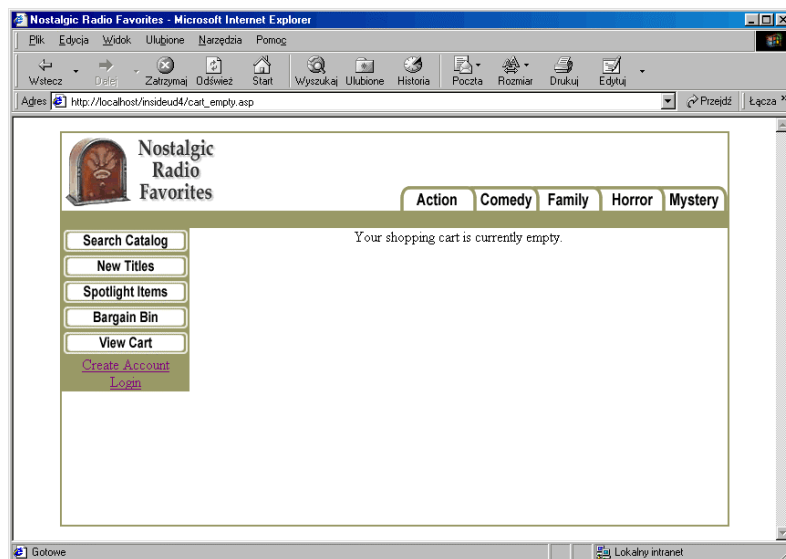 Nostalgic Radio Favorites - Microsoft Internet Explorer
Plik Edycja Widok Ulubione Narzędzia Pomoc
Wstecz Dalej Zatrzymaj Odśwież Start Wyszukaj Ulubione Historia Poczta Rozmiar Drukuj Edytuj
Adres http://localhost/insideud4/cart_empty.asp Przejdź Łącza »
Nostalgic
Radio
Favorites
Action Comedy Family Horror Mystery
Search Catalog
Your shopping cart is currently empty.
New Titles
Spotlight Items
Bargain Bin
View Cart
Create Account
Login
Gotowe Lokalny intranet